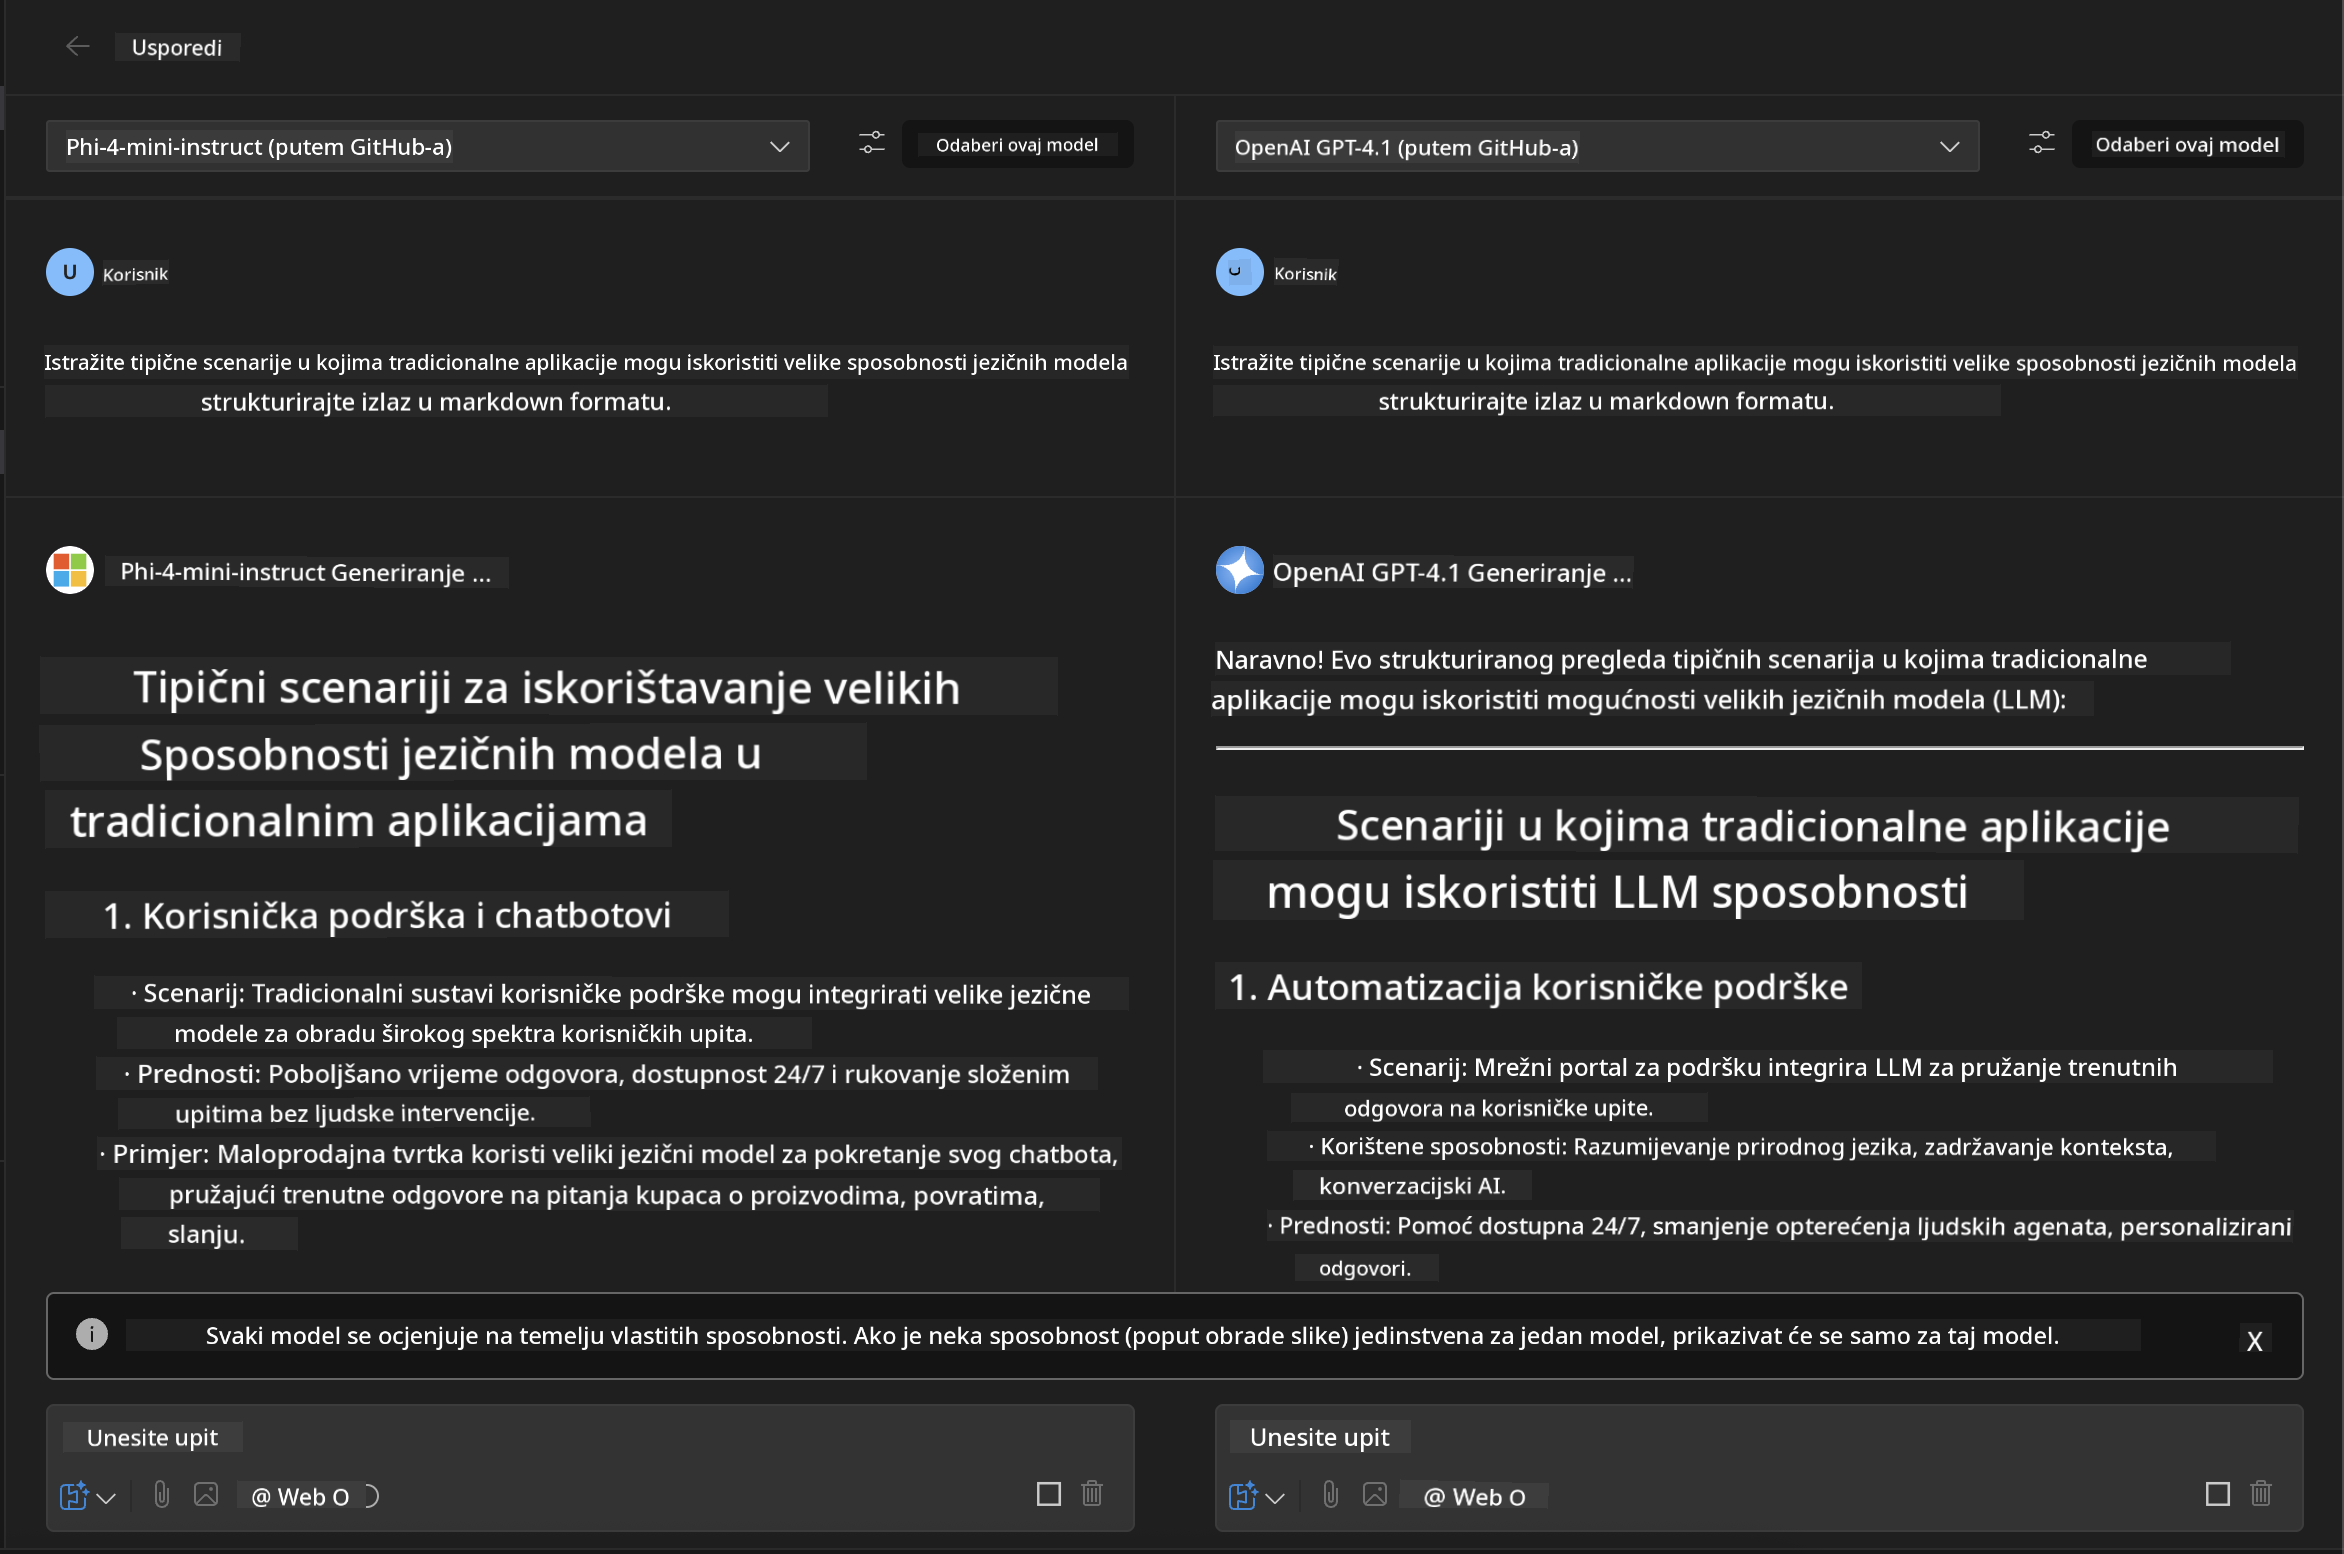 Usporedi
Phi-4-mini-instruct (putem GitHub-a)
Odaberi ovaj model
U
Korisnik
Istražite tipične scenarije u kojima tradicionalne aplikacije mogu iskoristiti velike sposobnosti jezičnih modela
strukturirajte izlaz u markdown formatu.
Phi-4-mini-instruct Generiranje ...
Tipični scenariji za iskorištavanje velikih
Sposobnosti jezičnih modela u
tradicionalnim aplikacijama
1. Korisnička podrška i chatbotovi
· Scenarij: Tradicionalni sustavi korisničke podrške mogu integrirati velike jezične
modele za obradu širokog spektra korisničkih upita.
· Prednosti: Poboljšano vrijeme odgovora, dostupnost 24/7 i rukovanje složenim
upitima bez ljudske intervencije.
· Primjer: Maloprodajna tvrtka koristi veliki jezični model za pokretanje svog chatbota,
pružajući trenutne odgovore na pitanja kupaca o proizvodima, povratima,
slanju.
OpenAI GPT-4.1 (putem GitHub-a)
Odaberi ovaj model
U
Korisnik
Istražite tipične scenarije u kojima tradicionalne aplikacije mogu iskoristiti velike sposobnosti jezičnih modela
strukturirajte izlaz u markdown formatu.
OpenAI GPT-4.1 Generiranje ...
Naravno! Evo strukturiranog pregleda tipičnih scenarija u kojima tradicionalne
aplikacije mogu iskoristiti mogućnosti velikih jezičnih modela (LLM):
Scenariji u kojima tradicionalne aplikacije
mogu iskoristiti LLM sposobnosti
1. Automatizacija korisničke podrške
· Scenarij: Mrežni portal za podršku integrira LLM za pružanje trenutnih
odgovora na korisničke upite.
· Korištene sposobnosti: Razumijevanje prirodnog jezika, zadržavanje konteksta,
konverzacijski AI.
· Prednosti: Pomoć dostupna 24/7, smanjenje opterećenja ljudskih agenata, personalizirani
odgovori.
Svaki model se ocjenjuje na temelju vlastitih sposobnosti. Ako je neka sposobnost (poput obrade slike) jedinstvena za jedan model, prikazivat će se samo za taj model.
X
Unesite upit
@ Web O
Unesite upit
@ Web O